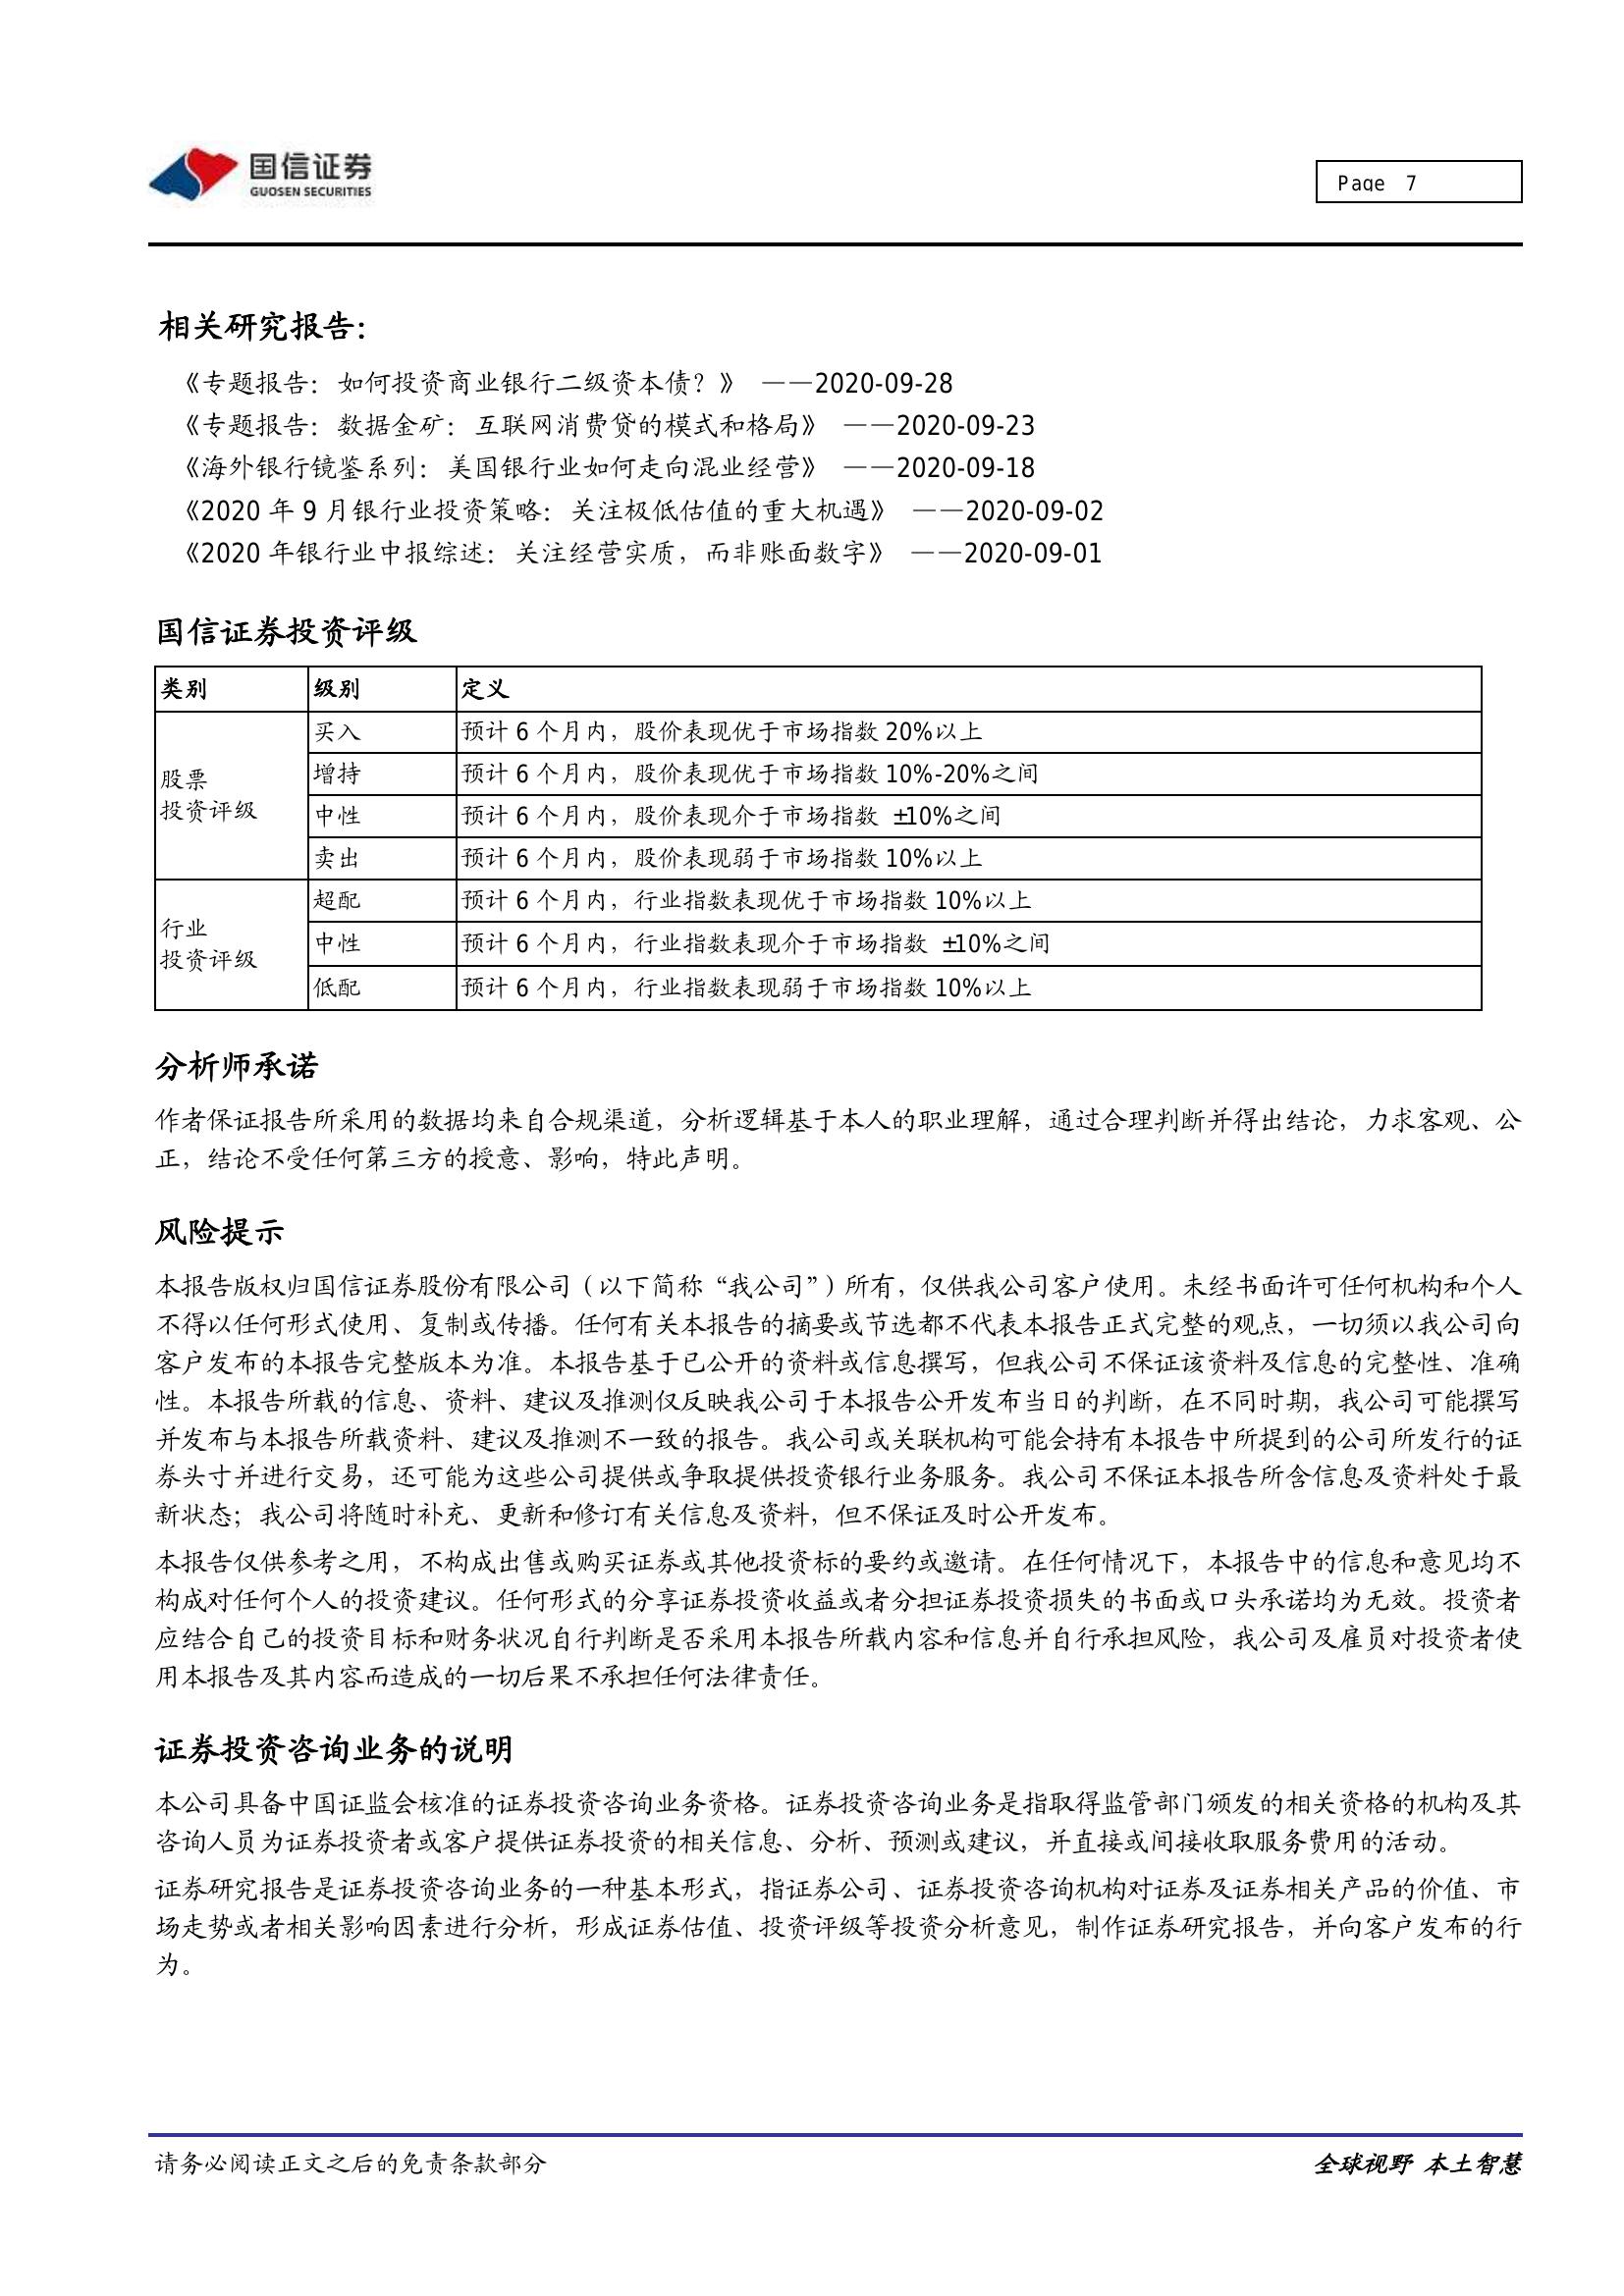 国信证券
GUOSEN SECURITIES
Page 7
相关研究报告：
《专题报告：如何投资商业银行二级资本债？》 ——2020-09-28
《专题报告：数据金矿：互联网消费贷的模式和格局》 ——2020-09-23
《海外银行镜鉴系列：美国银行业如何走向混业经营》 ——2020-09-18
《2020 年 9 月银行业投资策略：关注极低估值的重大机遇》 ——2020-09-02
《2020 年银行业中报综述：关注经营实质，而非账面数字》 ——2020-09-01
国信证券投资评级
类别 级别 定义
股票
投资评级
买入 预计 6 个月内，股价表现优于市场指数 20%以上
增持 预计 6 个月内，股价表现优于市场指数 10%-20%之间
中性 预计 6 个月内，股价表现介于市场指数 ±10%之间
卖出 预计 6 个月内，股价表现弱于市场指数 10%以上
行业
投资评级
超配 预计 6 个月内，行业指数表现优于市场指数 10%以上
中性 预计 6 个月内，行业指数表现介于市场指数 ±10%之间
低配 预计 6 个月内，行业指数表现弱于市场指数 10%以上
分析师承诺
作者保证报告所采用的数据均来自合规渠道，分析逻辑基于本人的职业理解，通过合理判断并得出结论，力求客观、公
正，结论不受任何第三方的授意、影响，特此声明。
风险提示
本报告版权归国信证券股份有限公司（以下简称“我公司”）所有，仅供我公司客户使用。未经书面许可任何机构和个人
不得以任何形式使用、复制或传播。任何有关本报告的摘要或节选都不代表本报告正式完整的观点，一切须以我公司向
客户发布的本报告完整版本为准。本报告基于已公开的资料或信息撰写，但我公司不保证该资料及信息的完整性、准确
性。本报告所载的信息、资料、建议及推测仅反映我公司于本报告公开发布当日的判断，在不同时期，我公司可能撰写
并发布与本报告所载资料、建议及推测不一致的报告。我公司或关联机构可能会持有本报告中所提到的公司所发行的证
券头寸并进行交易，还可能为这些公司提供或争取提供投资银行业务服务。我公司不保证本报告所含信息及资料处于最
新状态；我公司将随时补充、更新和修订有关信息及资料，但不保证及时公开发布。
本报告仅供参考之用，不构成出售或购买证券或其他投资标的要约或邀请。在任何情况下，本报告中的信息和意见均不
构成对任何个人的投资建议。任何形式的分享证券投资收益或者分担证券投资损失的书面或口头承诺均为无效。投资者
应结合自己的投资目标和财务状况自行判断是否采用本报告所载内容和信息并自行承担风险，我公司及雇员对投资者使
用本报告及其内容而造成的一切后果不承担任何法律责任。
证券投资咨询业务的说明
本公司具备中国证监会核准的证券投资咨询业务资格。证券投资咨询业务是指取得监管部门颁发的相关资格的机构及其
咨询人员为证券投资者或客户提供证券投资的相关信息、分析、预测或建议，并直接或间接收取服务费用的活动。
证券研究报告是证券投资咨询业务的一种基本形式，指证券公司、证券投资咨询机构对证券及证券相关产品的价值、市
场走势或者相关影响因素进行分析，形成证券估值、投资评级等投资分析意见，制作证券研究报告，并向客户发布的行
为。
请务必阅读正文之后的免责条款部分
全球视野 本土智慧